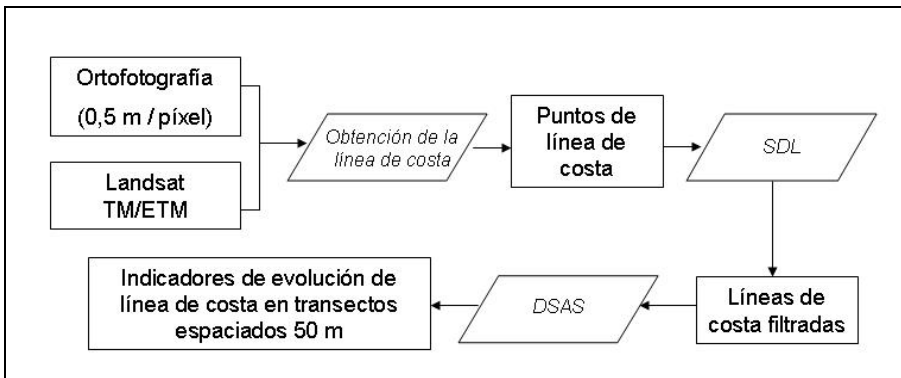 Ortofotografía
(0,5 m / píxel)
Landsat
TM/ETM
Obtención de la
línea de costa
Puntos de
línea de
costa
SDL
Líneas de
costa filtradas
DSAS
Indicadores de evolución de
línea de costa en transectos
espaciados 50 m